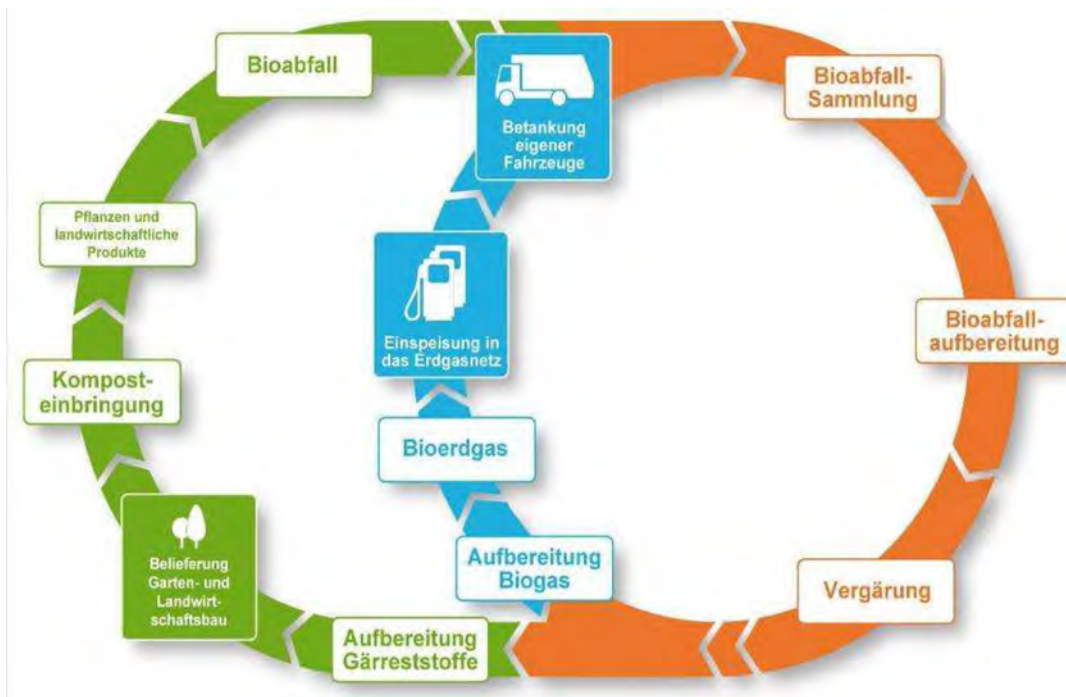 Bioabfall
Betankung
eigener
Fahrzeuge
Bioabfall-
Sammlung
Pflanzen und
landwirtschaftliche
Produkte
Einspeisung in
das Erdgasnetz
Bioabfall-
aufbereitung
Kompost-
einbringung
Bioerdgas
Belieferung
Garten- und
Landwirt-
schaftsbau
Aufbereitung
Biogas
Vergärung
Aufbereitung
Gärreststoffe